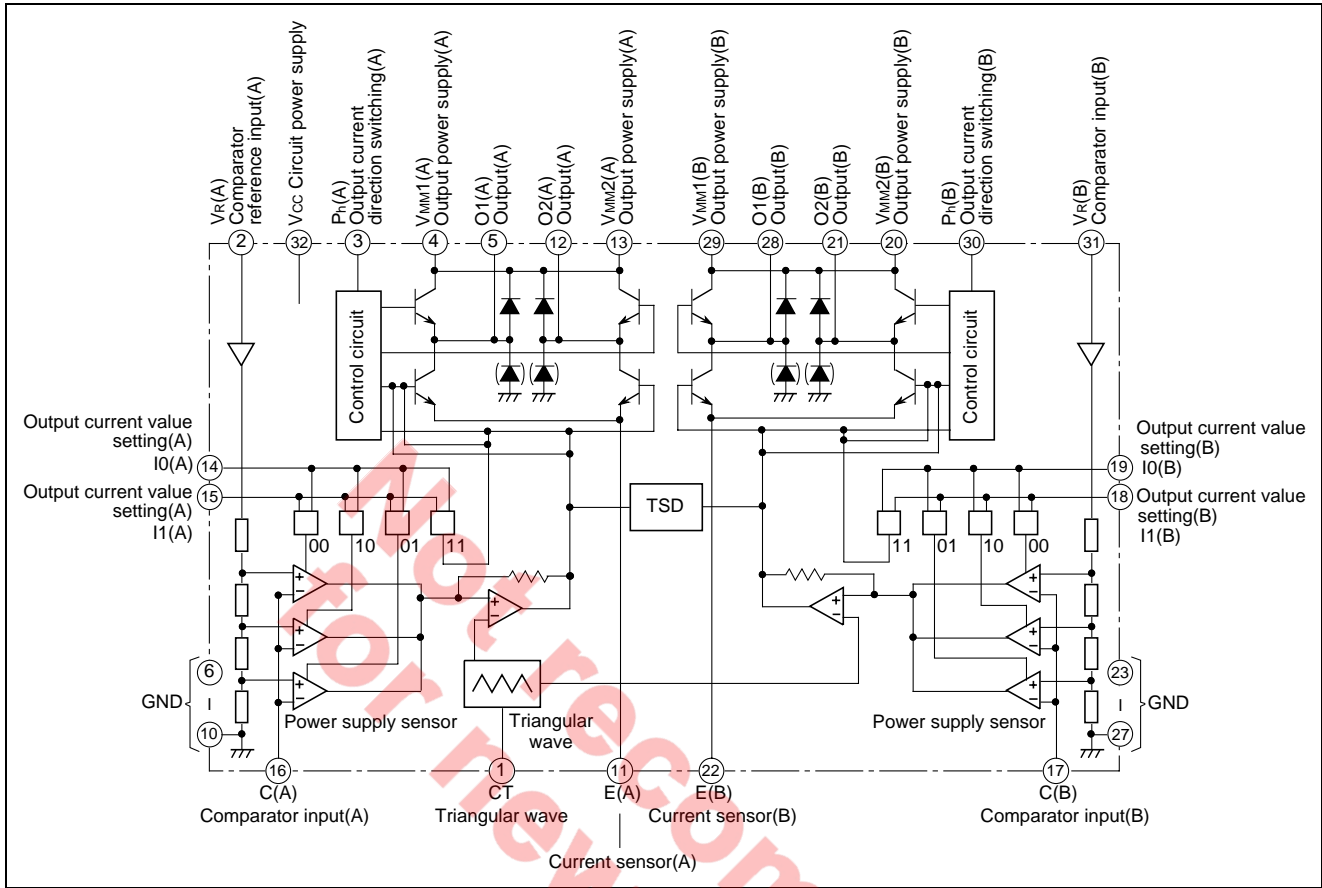 VR(A)
Comparator
reference input(A)
VCC Circuit power supply
Ph(A)
Output current
direction switching(A)
VMM1(A)
Output power supply(A)
O1(A)
Output(A)
O2(A)
Output(A)
VMM2(A)
Output power supply(A)
VMM1(B)
Output power supply(B)
O1(B)
Output(B)
O2(B)
Output(B)
VMM2(B)
Output power supply(B)
Ph(B)
Output current
direction switching(B)
VR(B)
Comparator input(B)
2
32
3
4
5
12
13
29
28
21
20
30
31
Control circuit
Control circuit
( )
( )
( )
( )
Output current value
setting(A)
I0(A)
14
Output current value
setting(A)
I1(A)
15
Output current value
setting(B)
I0(B)
19
Output current value
setting(B)
I1(B)
18
00
10
01
11
TSD
11
01
10
00
+
−
+
−
+
−
+
−
+
−
+
−
+
−
+
−
Power supply sensor
Triangular
wave
Power supply sensor
6
I
10
GND
23
I
27
GND
16
C(A)
Comparator input(A)
1
CT
Triangular wave
11
E(A)
Current sensor(A)
22
E(B)
Current sensor(B)
17
C(B)
Comparator input(B)
Not recom
for new